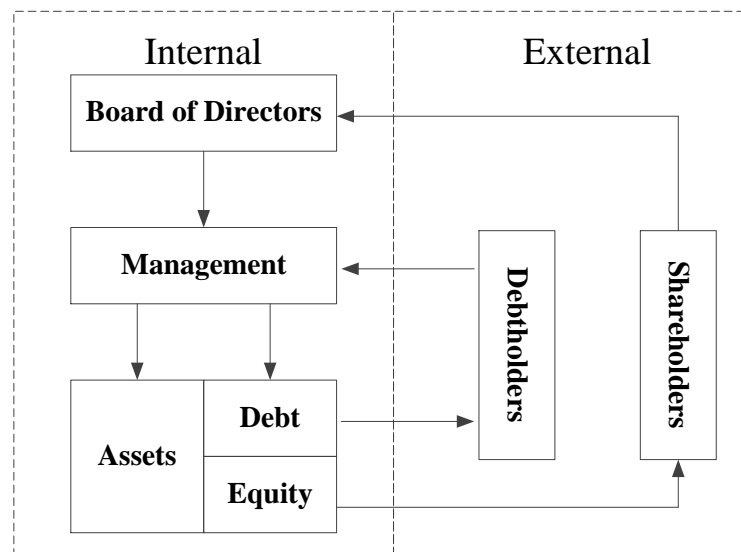 Internal
External
Board of Directors
Management
Debtholders
Shareholders
Assets
Debt
Equity